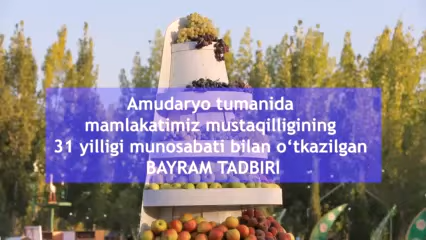 Amudaryo tumanida
mamlakatimiz mustaqilligining
31 yilligi munosabati bilan o‘tkazilgan
BAYRAM TADBIRI